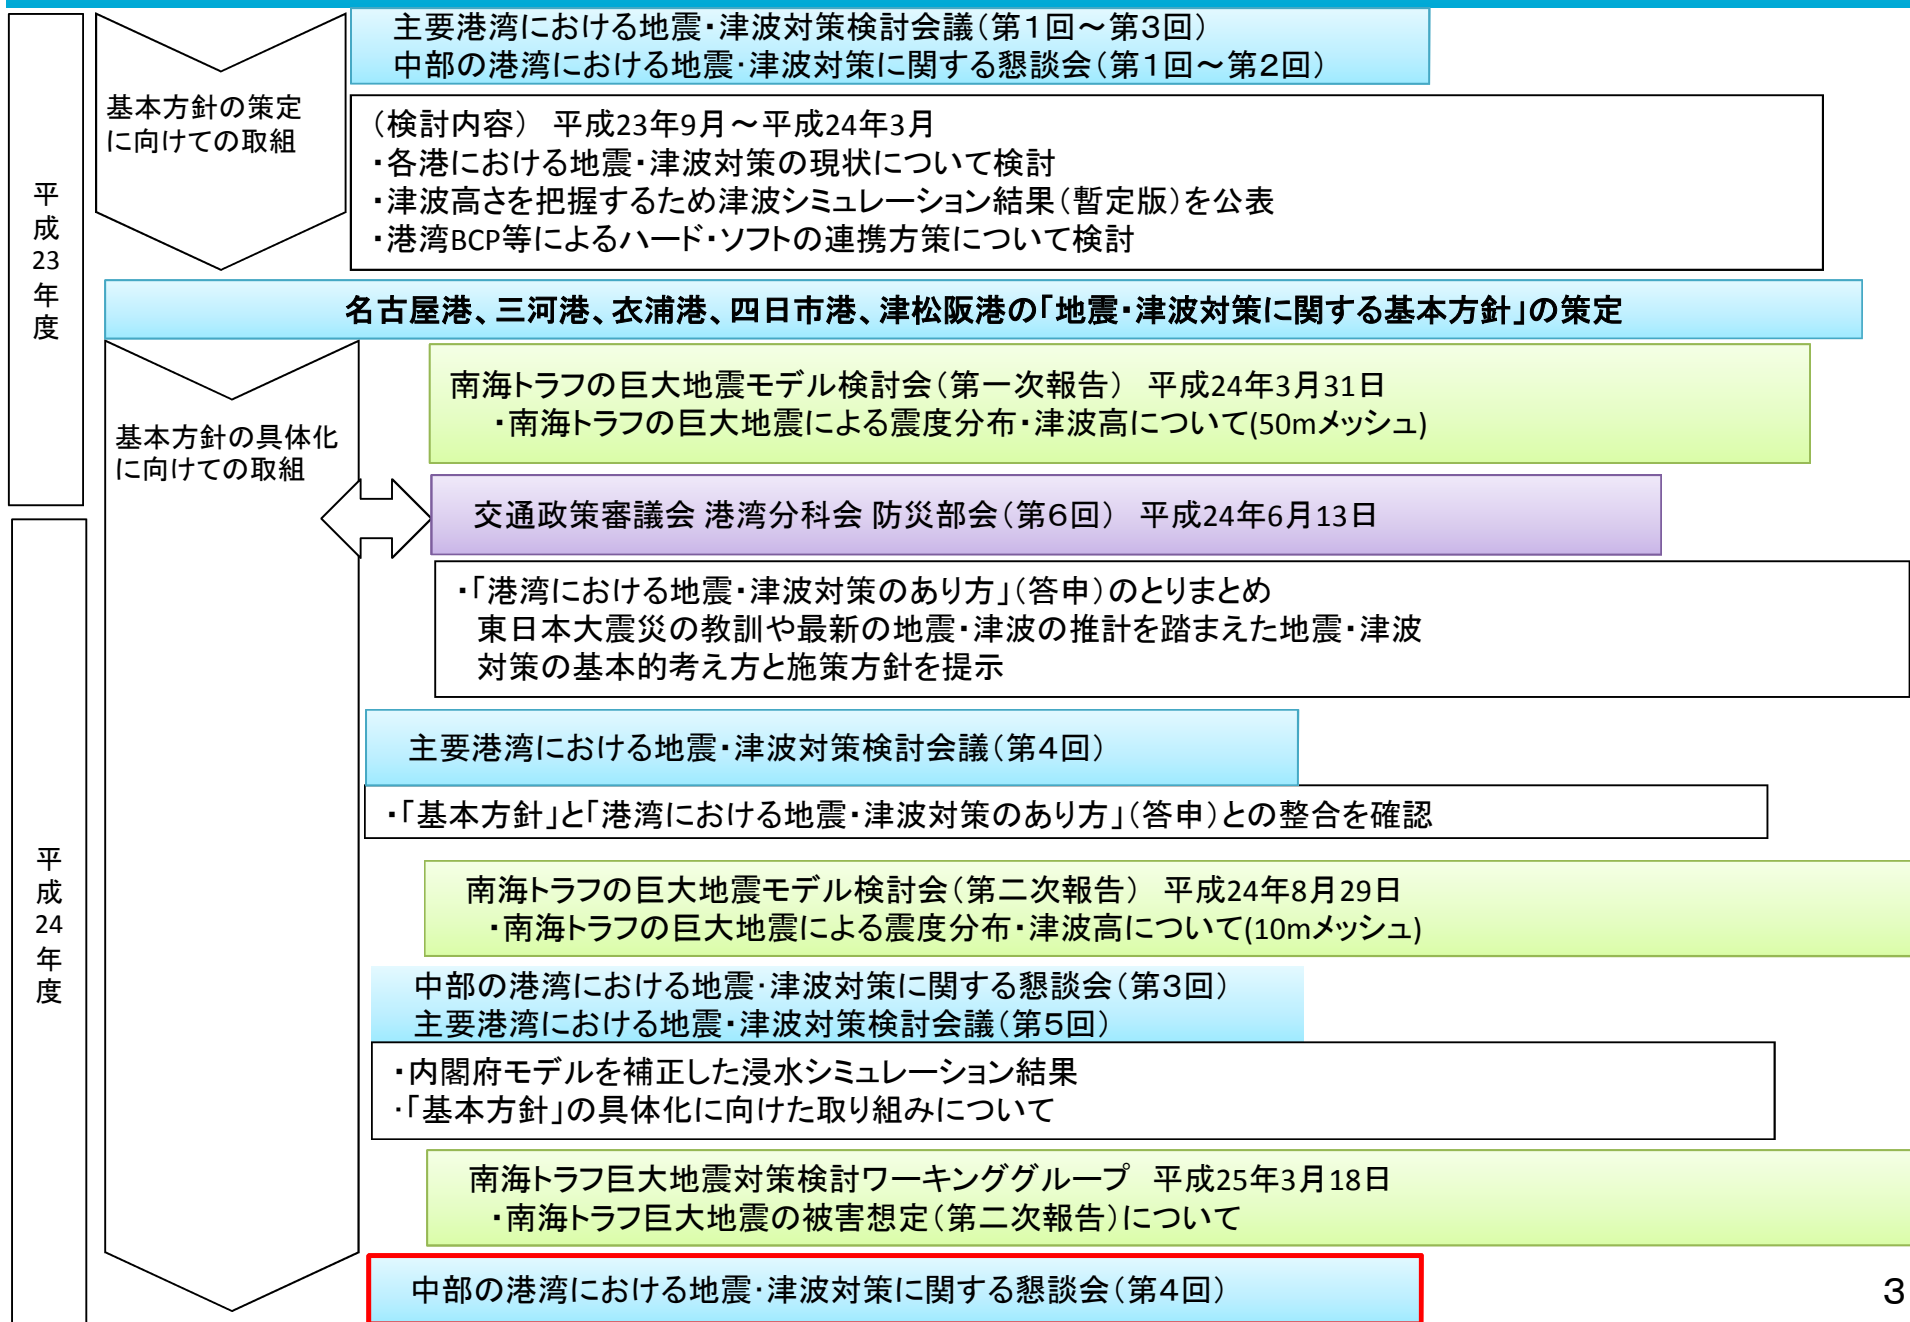 主要港湾における地震・津波対策検討会議（第１回～第３回）
中部の港湾における地震・津波対策に関する懇談会（第１回～第２回）
平成23年度
基本方針の策定
に向けての取組
（検討内容）　平成23年9月～平成24年3月
・各港における地震・津波対策の現状について検討
・津波高さを把握するため津波シミュレーション結果（暫定版）を公表
・港湾BCP等によるハード・ソフトの連携方策について検討
名古屋港、三河港、衣浦港、四日市港、津松阪港の「地震・津波対策に関する基本方針」の策定
基本方針の具体化
に向けての取組
南海トラフの巨大地震モデル検討会（第一次報告）　平成24年3月31日
・南海トラフの巨大地震による震度分布・津波高について(50mメッシュ)
交通政策審議会 港湾分科会 防災部会（第６回）　平成24年6月13日
・「港湾における地震・津波対策のあり方」（答申）のとりまとめ
東日本大震災の教訓や最新の地震・津波の推計を踏まえた地震・津波
対策の基本的考え方と施策方針を提示
平成24年度
主要港湾における地震・津波対策検討会議（第４回）
・「基本方針」と「港湾における地震・津波対策のあり方」（答申）との整合を確認
南海トラフの巨大地震モデル検討会（第二次報告）　平成24年8月29日
・南海トラフの巨大地震による震度分布・津波高について(10mメッシュ)
中部の港湾における地震・津波対策に関する懇談会（第３回）
主要港湾における地震・津波対策検討会議（第５回）
・内閣府モデルを補正した浸水シミュレーション結果
・「基本方針」の具体化に向けた取り組みについて
南海トラフ巨大地震対策検討ワーキンググループ　平成25年3月18日
・南海トラフ巨大地震の被害想定（第二次報告）について
中部の港湾における地震・津波対策に関する懇談会（第４回）
3